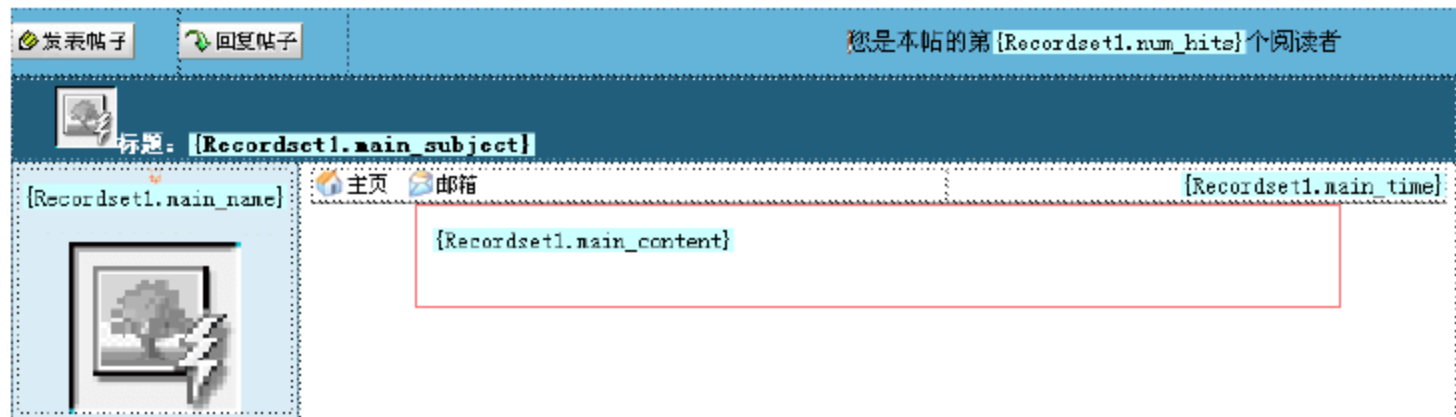 发表帖子 回复帖子 您是本帖的第{Recordset1.num_hits}个阅读者
标题：{Recordset1.main_subject}
{Recordset1.main_name} 主页 邮箱 {Recordset1.main_time}
{Recordset1.main_content}